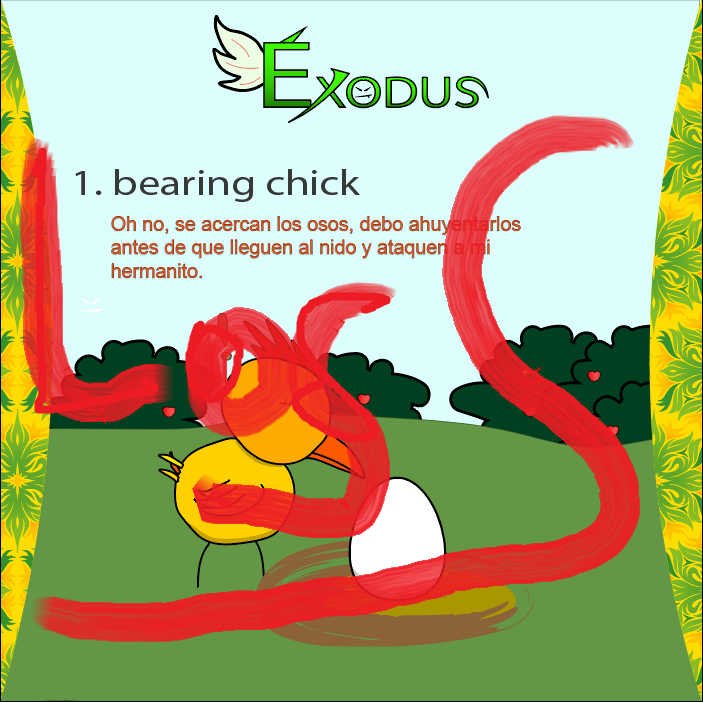 Éxodus
1. bearing chick
Oh no, se acercan los osos, debo ahuyentarlos
antes de que lleguen al nido y ataquen a mi
hermanito.